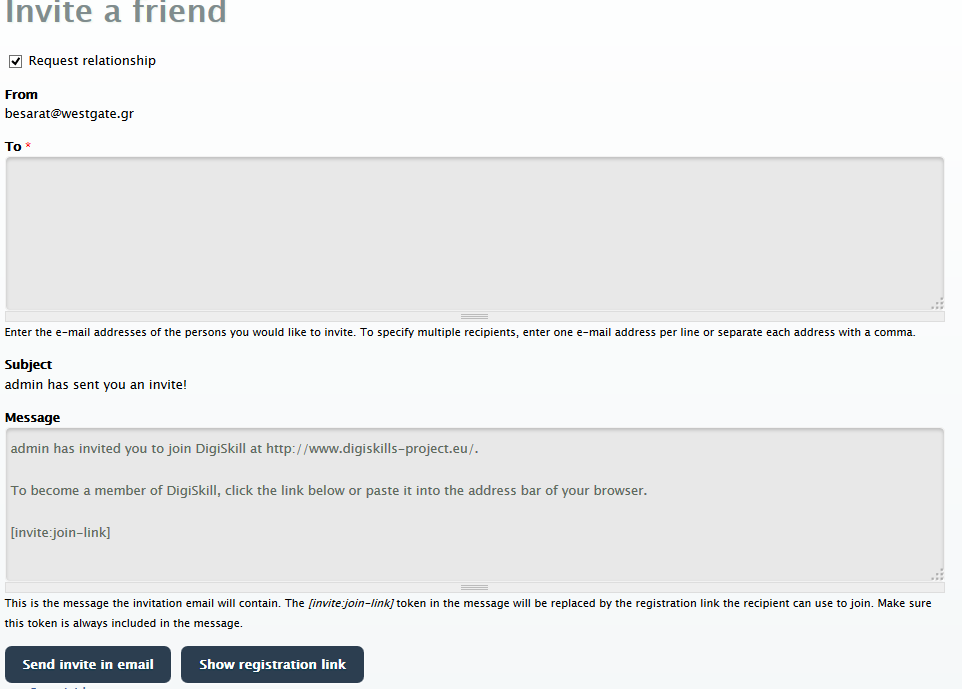 Invite a friend
Request relationship
From
besarat@westgate.gr
To *
Enter the e-mail addresses of the persons you would like to invite. To specify multiple recipients, enter one e-mail address per line or separate each address with a comma.
Subject
admin has sent you an invite!
Message
admin has invited you to join DigiSkill at http://www.digiskills-project.eu/.
To become a member of DigiSkill, click the link below or paste it into the address bar of your browser.
[invite:join-link]
This is the message the invitation email will contain. The [invite:join-link] token in the message will be replaced by the registration link the recipient can use to join. Make sure
this token is always included in the message.
Send invite in email
Show registration link